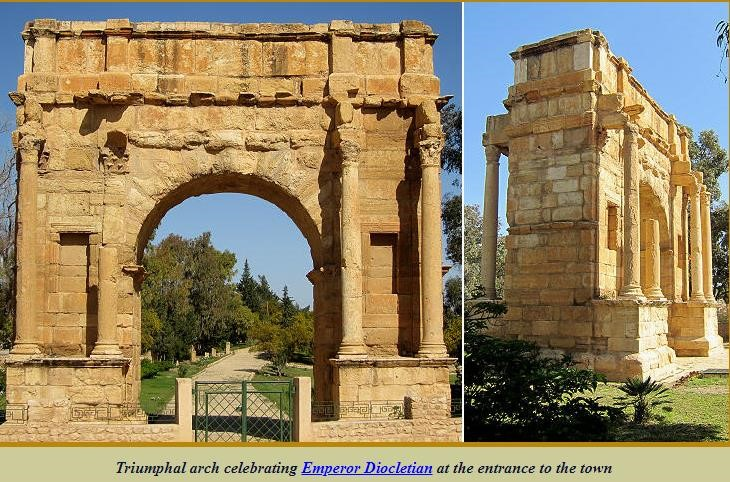 Triumphal arch celebrating Emperor Diocletian at the entrance to the town